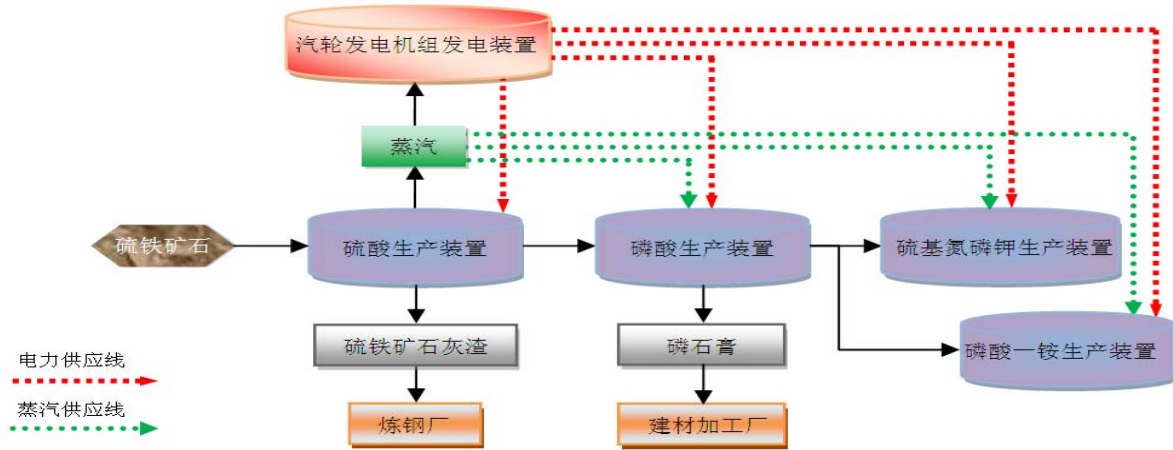 汽轮发电机组发电装置
蒸汽
硫铁矿石
硫酸生产装置
磷酸生产装置
硫基氮磷钾生产装置
硫铁矿石灰渣
磷石膏
磷酸一铵生产装置
电力供应线
蒸汽供应线
炼钢厂
建材加工厂